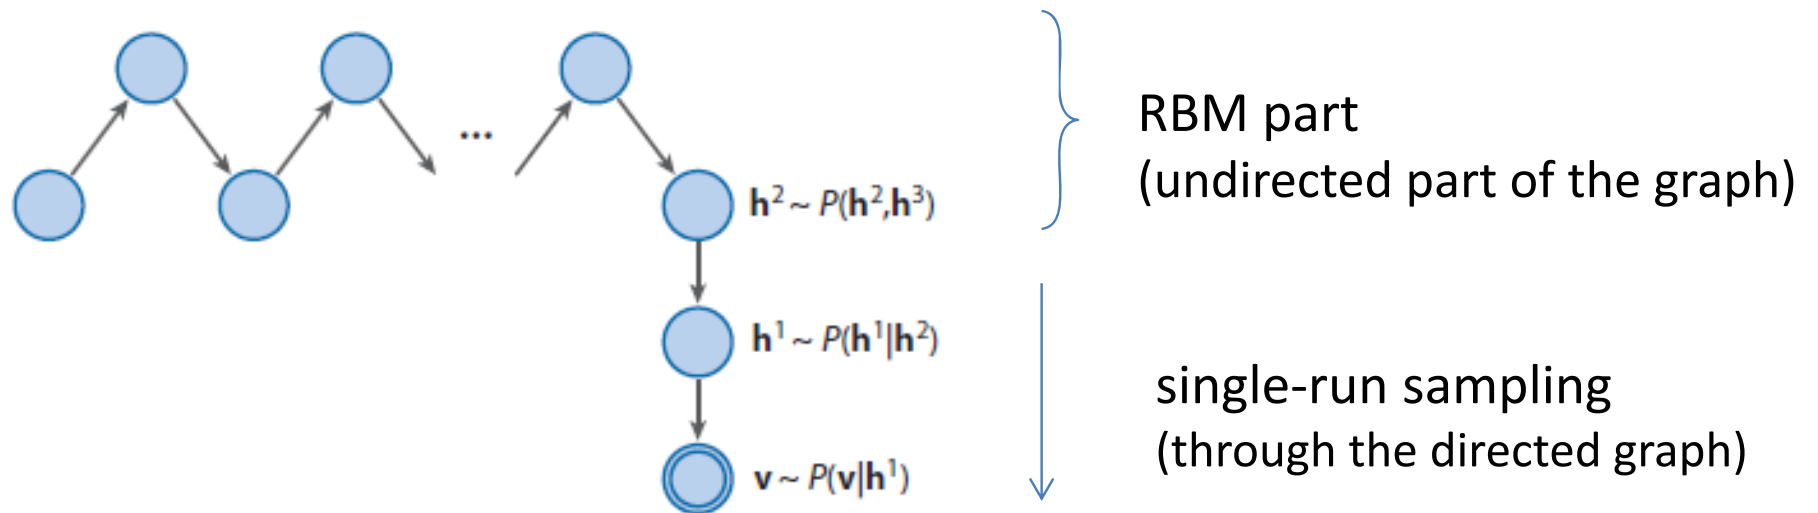 ...
RBM part
(undirected part of the graph)
h² ~ P(h²,h³)
h¹ ~ P(h¹|h²)
single-run sampling
(through the directed graph)
v ~ P(v|h¹)